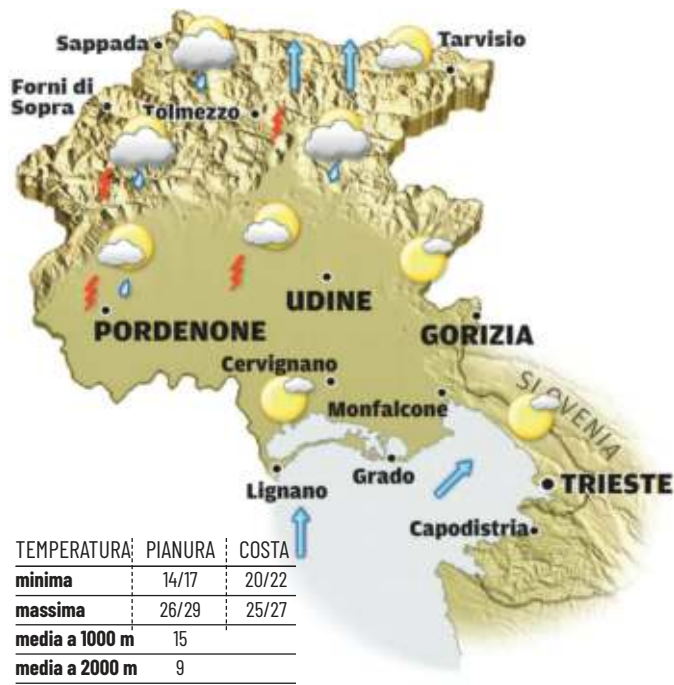 Sappada
Tarvisio
Forni di
Sopra
Tolmezzo
UDINE
PORDENONE
GORIZIA
Cervignano
Monfalcone
SLOVENIA
Lignano
Grado
TRIESTE
Capodistria
TEMPERATURA PIANURA COSTA
minima 14/17 20/22
massima 26/29 25/27
media a 1000 m 15
media a 2000 m 9